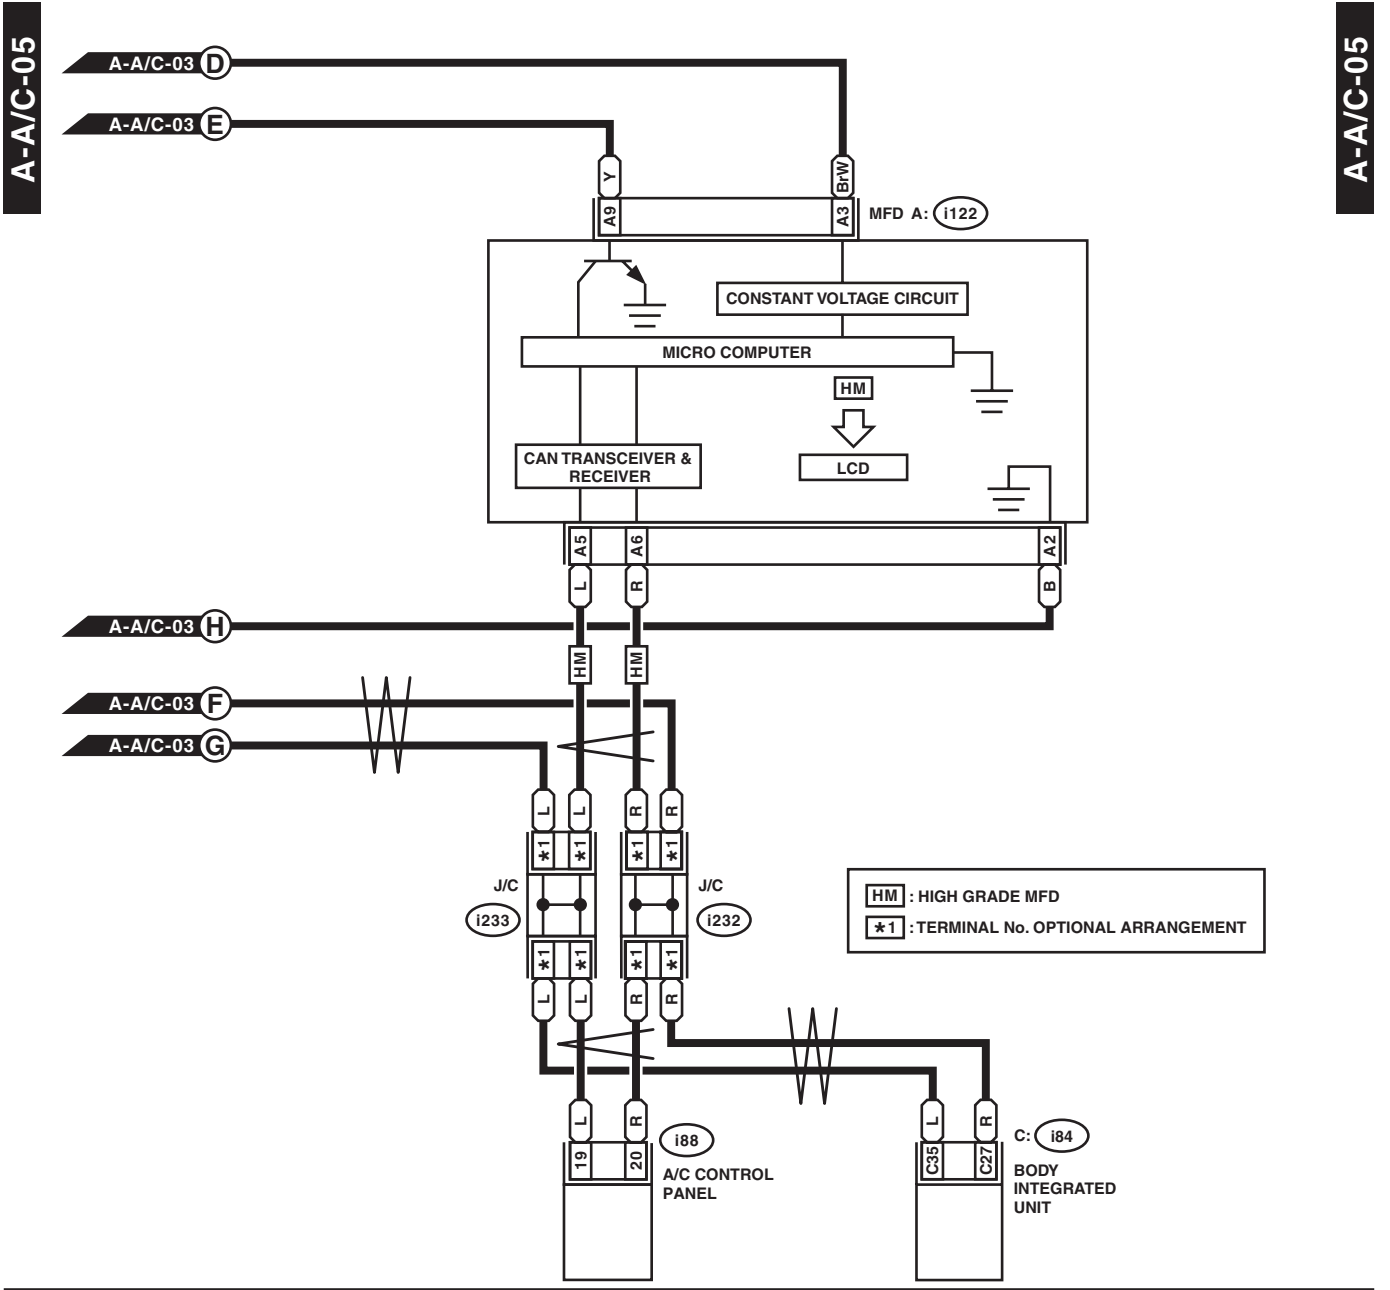 A-A/C-05
A-A/C-05
A-A/C-03 D
A-A/C-03 E
Y
BrW
A9
A3
MFD A: i122
CONSTANT VOLTAGE CIRCUIT
MICRO COMPUTER
HM
CAN TRANSCEIVER &
RECEIVER
LCD
A5
A6
A2
L
R
B
A-A/C-03 H
HM
HM
A-A/C-03 F
A-A/C-03 G
L
L
R
R
*1
*1
*1
*1
J/C
J/C
i233
i232
HM : HIGH GRADE MFD
*1 : TERMINAL No. OPTIONAL ARRANGEMENT
*1
*1
*1
*1
L
L
R
R
L
R
L
R
19
20
i88
A/C CONTROL
PANEL
C35
C27
C: i84
BODY
INTEGRATED
UNIT